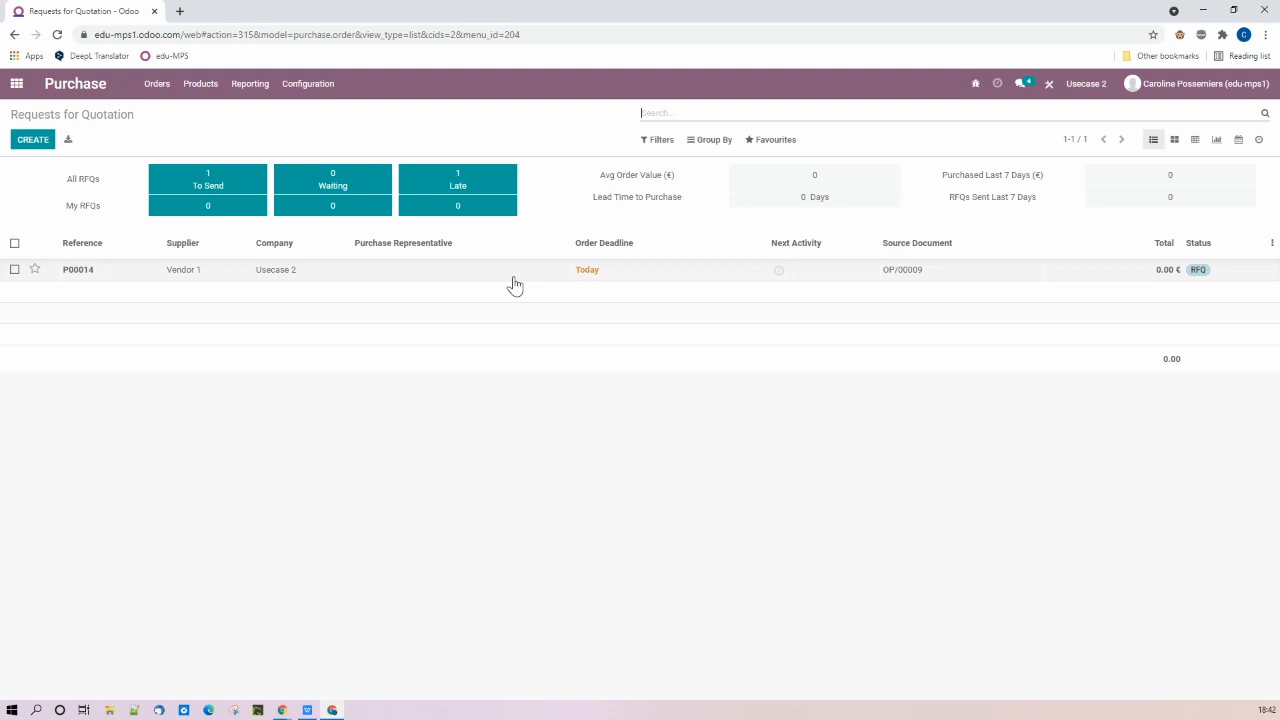 Requests for Quotation - Odoo
edu-mps1.odoo.com/web#action=315&model=purchase.order&view_type=list&cids=2&menu_id=204
Apps DeepL Translator edu-MPS Other bookmarks Reading list
Purchase Orders Products Reporting Configuration 4 Usecase 2 Caroline Possemiers (edu-mps1)
Requests for Quotation Search...
CREATE Filters Group By Favourites 1-1 / 1
All RFQs 1 To Send 0 Waiting 1 Late Avg Order Value (€) 0 Purchased Last 7 Days (€) 0
My RFQs 0 0 0 Lead Time to Purchase 0 Days RFQs Sent Last 7 Days 0
Reference Supplier Company Purchase Representative Order Deadline Next Activity Source Document Total Status
P00014 Vendor 1 Usecase 2 Today OP/00009 0.00 € RFQ
0.00
18:42